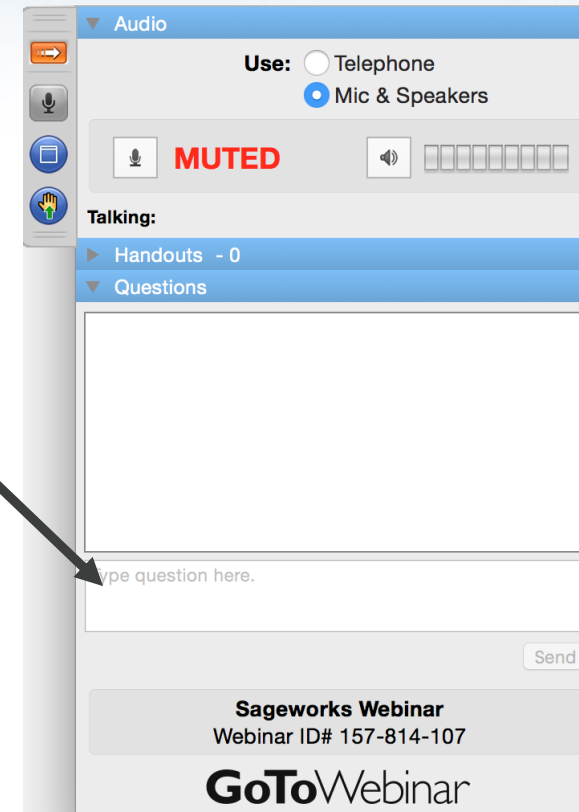 Audio
Use: Telephone
Mic & Speakers
MUTED
Talking:
Handouts - 0
Questions
Type question here.
Send
Sageworks Webinar
Webinar ID# 157-814-107
GoToWebinar